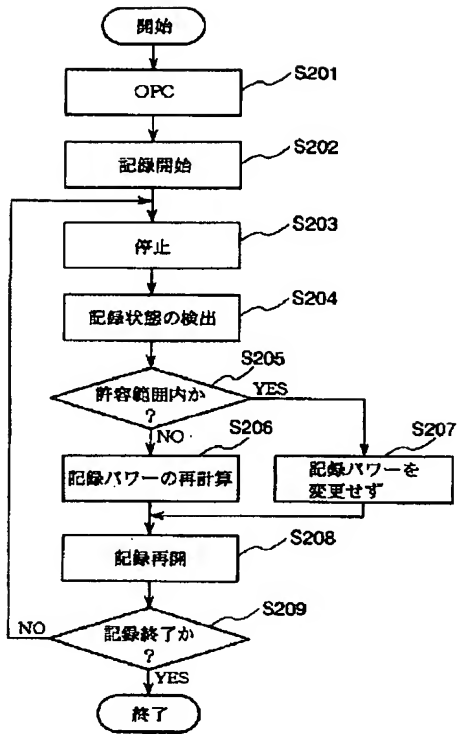 開始
S201
OPC
S202
記録開始
S203
停止
S204
記録状態の検出
S205
許容範囲内か
?
YES
NO
S206
記録パワーの再計算
S207
記録パワーを
変更せず
S208
記録再開
S209
記録終了か
?
NO
YES
終了